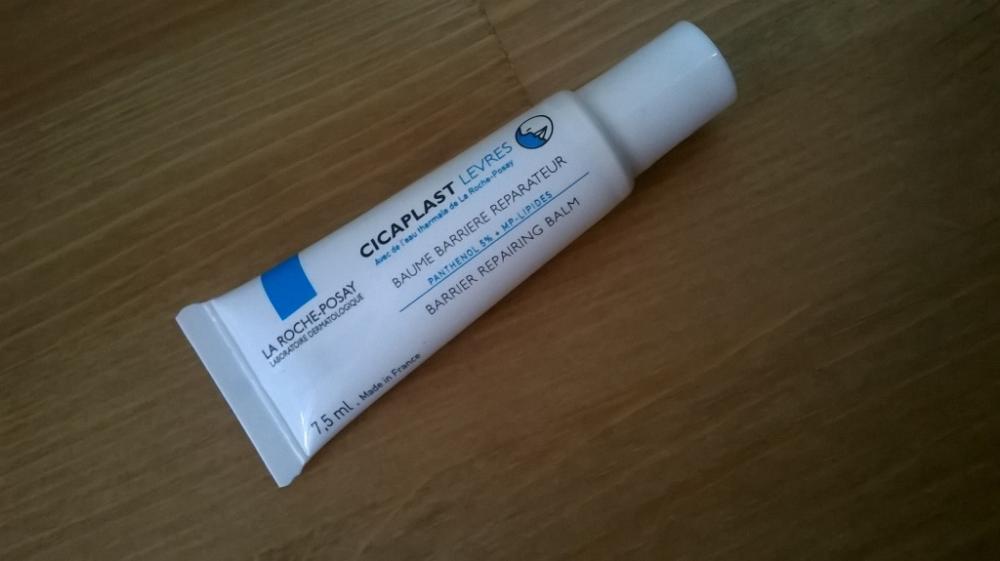 CICAPLAST LEVRES
Avec de l'eau thermale de La Roche-Posay
BAUME BARRIERE REPARATEUR
PANTHENOL 5% + MP-LIPIDES
BARRIER REPAIRING BALM
LA ROCHE-POSAY
LABORATOIRE DERMATOLOGIQUE
7,5 ml . Made in France